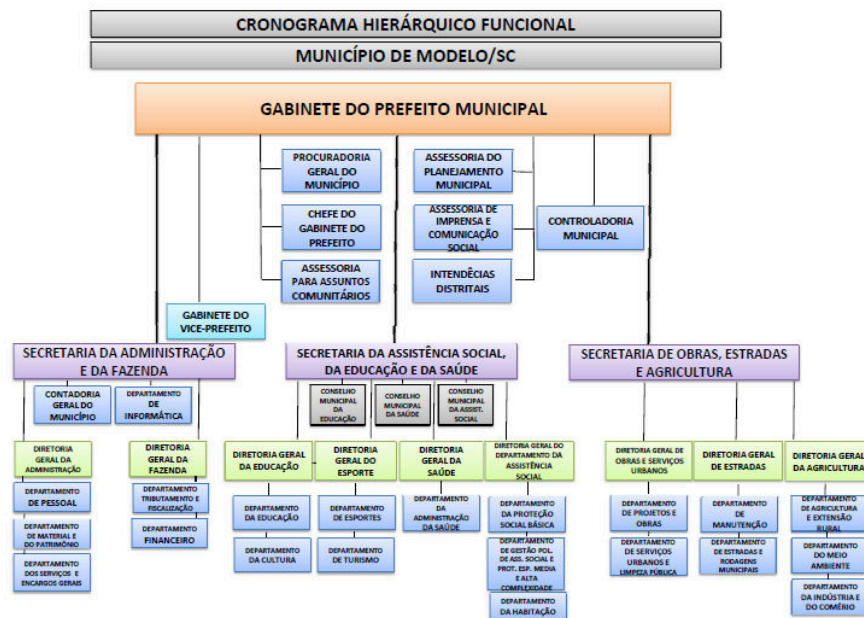 CRONOGRAMA HIERÁRQUICO FUNCIONAL
MUNICÍPIO DE MODELO/SC
GABINETE DO PREFEITO MUNICIPAL
PROCURADORIA
GERAL DO
MUNICÍPIO
ASSESSORIA DO
PLANEJAMENTO
MUNICIPAL
CHEFE DO
GABINETE DO
PREFEITO
ASSESSORIA DE
IMPRENSA E
COMUNICAÇÃO
SOCIAL
CONTROLADORIA
MUNICIPAL
ASSESSORIA
PARA ASSUNTOS
COMUNITÁRIOS
INTENDÊCIAS
DISTRITAIS
GABINETE DO
VICE-PREFEITO
SECRETARIA DA ADMINISTRAÇÃO
E DA FAZENDA
SECRETARIA DA ASSISTÊNCIA SOCIAL,
DA EDUCAÇÃO E DA SAÚDE
SECRETARIA DE OBRAS, ESTRADAS
E AGRICULTURA
CONTADORIA
GERAL DO
MUNICÍPIO
DEPARTAMENTO
DE
INFORMÁTICA
CONSELHO
MUNICIPAL
DA
EDUCAÇÃO
CONSELHO
MUNICIPAL
DA SAÚDE
CONSELHO
MUNICIPAL
DA ASSIST.
SOCIAL
DIRETORIA
GERAL DA
ADMINISTRAÇÃO
DIRETORIA
GERAL DA
FAZENDA
DIRETORIA GERAL
DA EDUCAÇÃO
DIRETORIA
GERAL DO
ESPORTE
DIRETORIA
GERAL DA
SAÚDE
DIRETORIA GERAL DO
DEPARTAMENTO DA
ASSISTÊNCIA
SOCIAL
DIRETORIA GERAL DE
OBRAS E SERVIÇOS
URBANOS
DIRETORIA GERAL
DE ESTRADAS
DIRETORIA GERAL
DA AGRICULTURA
DEPARTAMENTO
DE PESSOAL
DEPARTAMENTO
TRIBUTAMENTO E
FISCALIZAÇÃO
DEPARTAMENTO
DA EDUCAÇÃO
DEPARTAMENTO
DE ESPORTES
DEPARTAMENTO
DA
ADMINISTRAÇÃO
DA SAÚDE
DEPARTAMENTO
DA PROTEÇÃO
SOCIAL BÁSICA
DEPARTAMENTO
DE PROJETOS E
OBRAS
DEPARTAMENTO
DE
MANUTENÇÃO
DEPARTAMENTO
DE AGRICULTURA
E EXTENSÃO
RURAL
DEPARTAMENTO
DE MATERIAL E
DO PATRIMÔNIO
DEPARTAMENTO
FINANCEIRO
DEPARTAMENTO
DA CULTURA
DEPARTAMENTO
DE TURISMO
DEPARTAMENTO
DE GESTÃO POL.
DE ASS. SOCIAL E
PROT. ESP. MEDIA
E ALTA
COMPLEXIDADE
DEPARTAMENTO
DE SERVIÇOS
URBANOS E
LIMPEZA PÚBLICA
DEPARTAMENTO
DE ESTRADAS E
RODAGENS
MUNICIPAIS
DEPARTAMENTO
DO MEIO
AMBIENTE
DEPARTAMENTO
DOS SERVIÇOS E
ENCARGOS GERAIS
DEPARTAMENTO
DA HABITAÇÃO
DEPARTAMENTO
DA INDÚSTRIA E
DO COMÉRIO